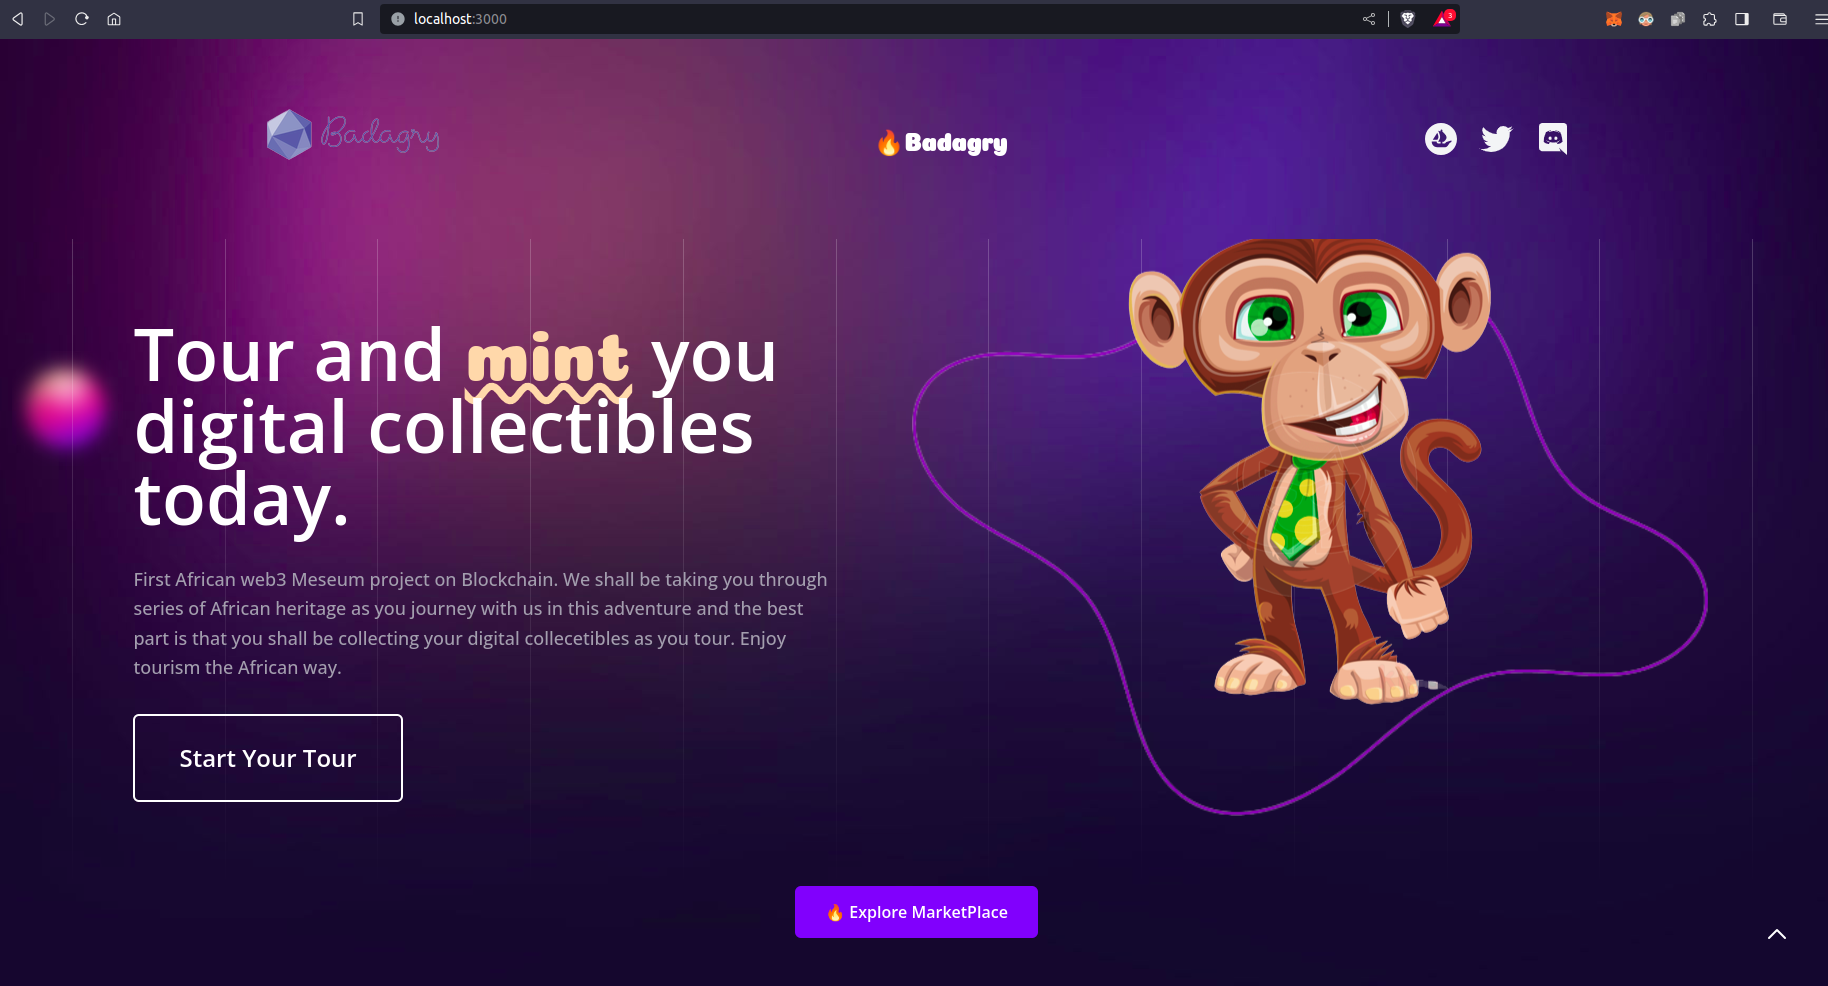 localhost:3000
3
Badagry
🔥Badagry
Tour and mint you
digital collectibles
today.
First African web3 Meseum project on Blockchain. We shall be taking you through
series of African heritage as you journey with us in this adventure and the best
part is that you shall be collecting your digital collecetibles as you tour. Enjoy
tourism the African way.
Start Your Tour
🔥 Explore MarketPlace